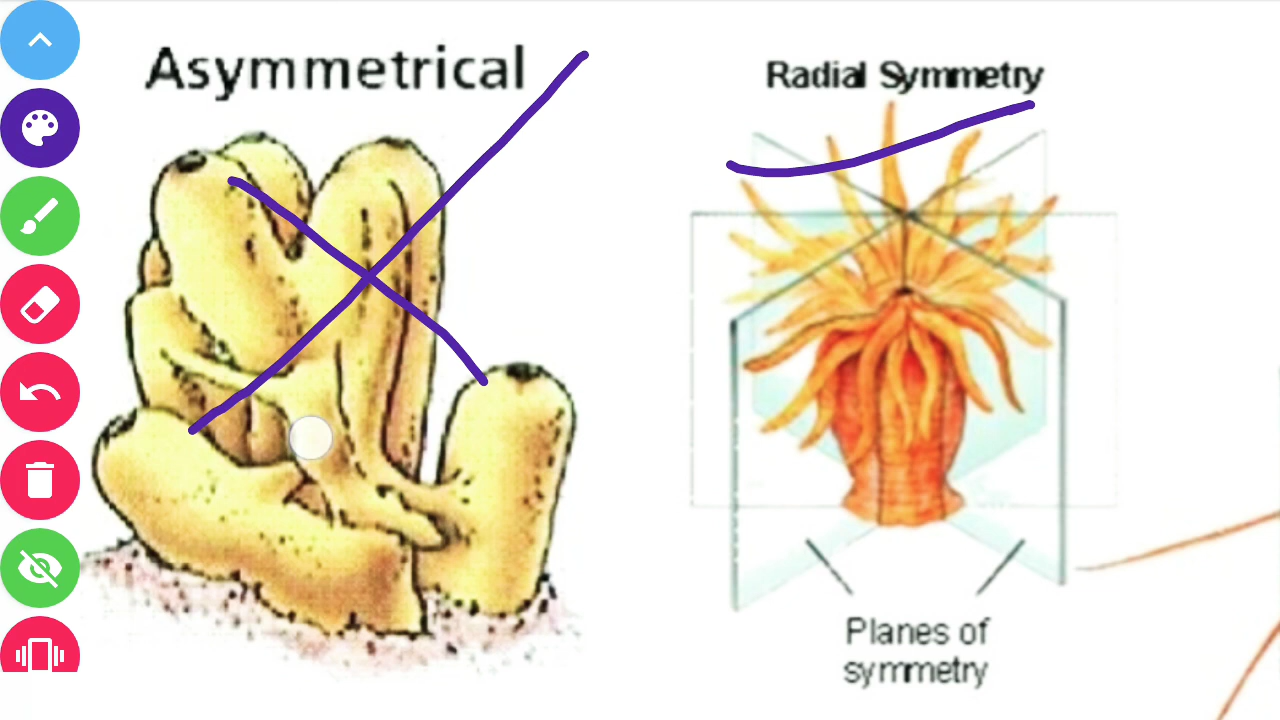 Asymmetrical
Radial Symmetry
Planes of
symmetry